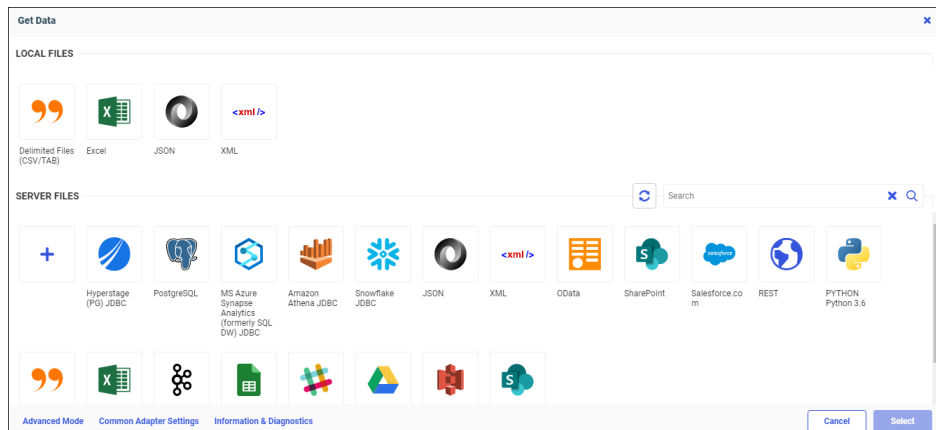 Get Data
LOCAL FILES
<xml/>
Delimited Files
(CSV/TAB)
Excel
JSON
XML
SERVER FILES
Search
<xml/>
salesforce
Hyperstage
(PG) JDBC
PostgreSQL
MS Azure
Synapse
Analytics
(formerly SQL
DW) JDBC
Amazon
Athena JDBC
Snowflake
JDBC
JSON
XML
OData
SharePoint
Salesforce.co
m
REST
PYTHON
Python 3.6
Advanced Mode
Common Adapter Settings
Information & Diagnostics
Cancel
Select